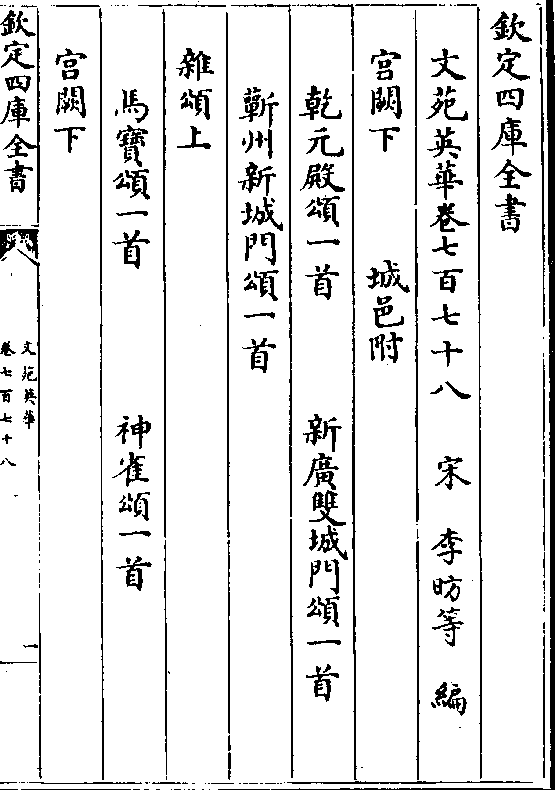 欽定四庫全書
文苑英華卷七百七十八 宋 李昉等 編
宫闕下 城邑附
乾元殿頌一首 新廣雙城門頌一首
蘄州新城門頌一首
雜頌上
馬寶頌一首 神雀頌一首
宫闕下
欽定四庫全書
文苑英華
卷七百七十八
一